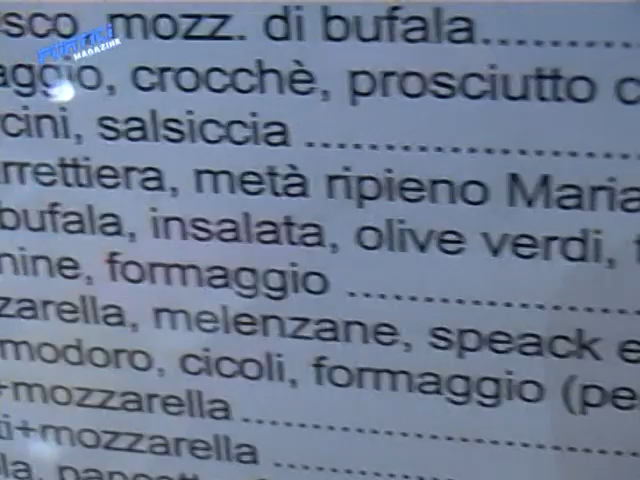 sco, mozz. di bufala..........
MAGAZINE
aggio, crocchè, prosciutto c
cini, salsiccia ..............................
rrettiera, metà ripieno Maria
bufala, insalata, olive verdi, f
nine, formaggio ..............................
zarella, melenzane, speack e
modoro, cicoli, formaggio (pe
+mozzarella ..............................
ti+mozzarella ..............................